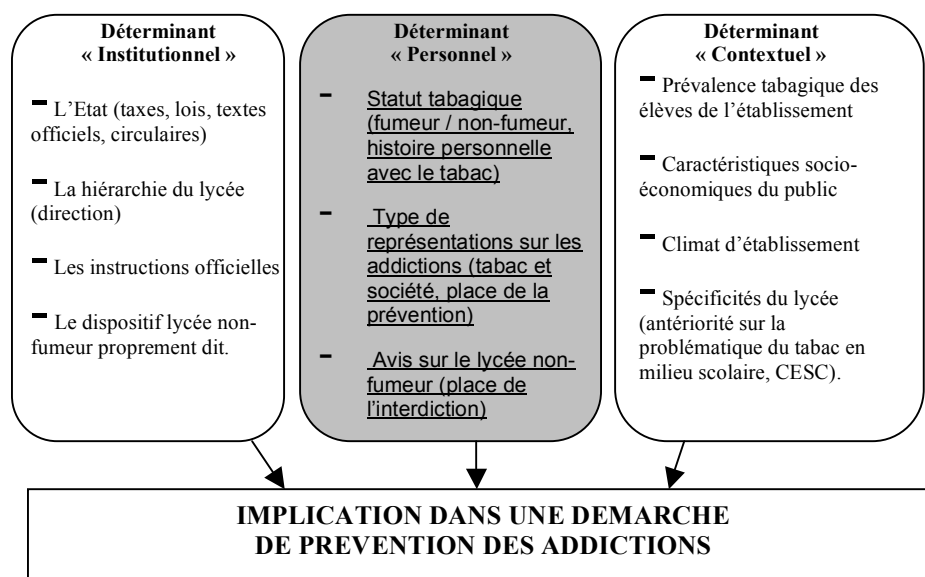 Déterminant
« Institutionnel »
- L'Etat (taxes, lois, textes
officiels, circulaires)
- La hiérarchie du lycée
(direction)
- Les instructions officielles
- Le dispositif lycée non-
fumeur proprement dit.
Déterminant
« Personnel »
- Statut tabagique
(fumeur / non-fumeur,
histoire personnelle
avec le tabac)
- Type de
représentations sur les
addictions (tabac et
société, place de la
prévention)
- Avis sur le lycée non-
fumeur (place de
l'interdiction)
Déterminant
« Contextuel »
- Prévalence tabagique des
élèves de l'établissement
- Caractéristiques socio-
économiques du public
- Climat d'établissement
- Spécificités du lycée
(antériorité sur la
problématique du tabac en
milieu scolaire, CESC).
IMPLICATION DANS UNE DEMARCHE
DE PREVENTION DES ADDICTIONS